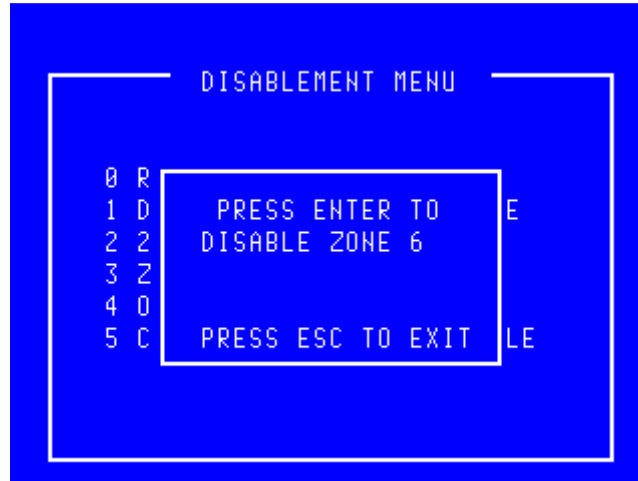 DISABLEMENT MENU
0 R
1 D PRESS ENTER TO E
2 2 DISABLE ZONE 6
3 Z
4 O
5 C PRESS ESC TO EXIT LE